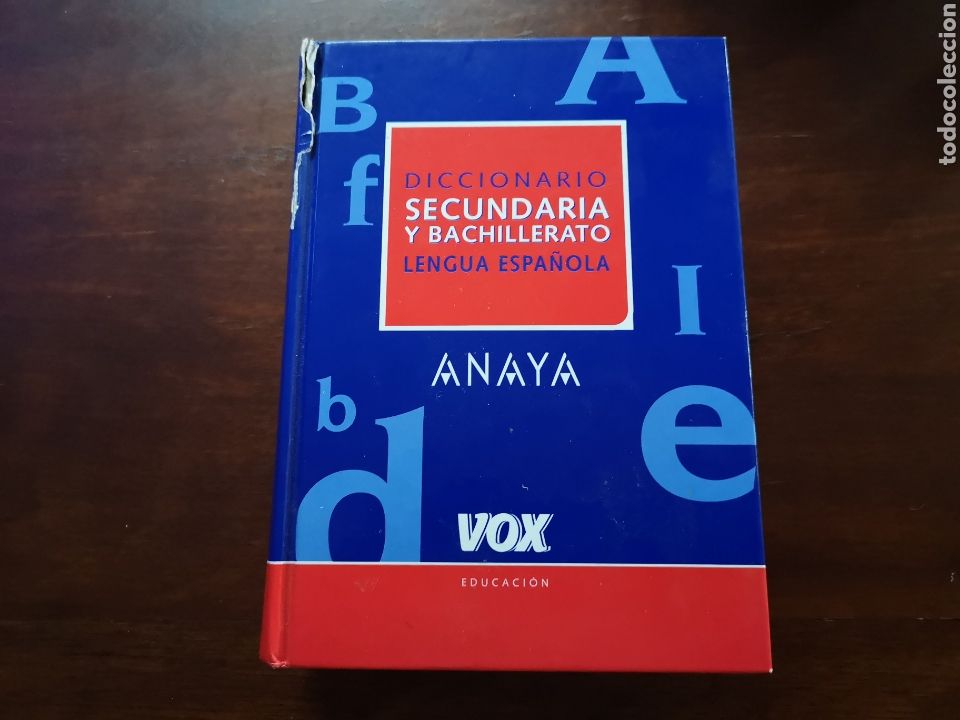 A
B
f
DICCIONARIO
SECUNDARIA
Y BACHILLERATO
LENGUA ESPAÑOLA
l
ANAYA
b
d
e
VOX
EDUCACIÓN
todocoleccion